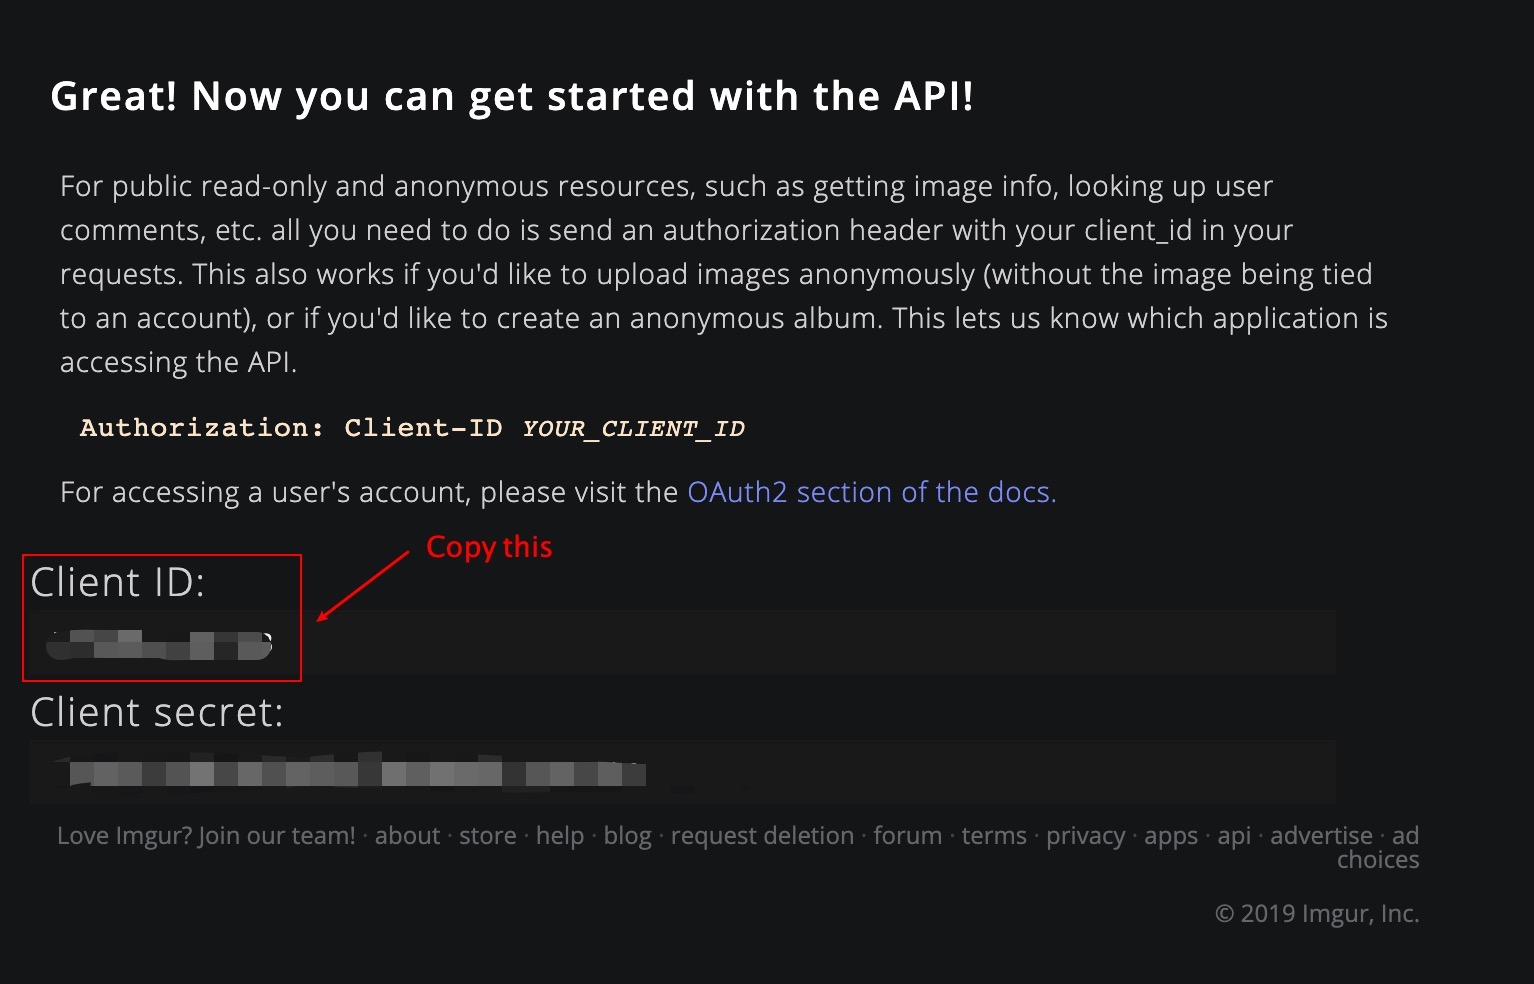 Great! Now you can get started with the API!
For public read-only and anonymous resources, such as getting image info, looking up user
comments, etc. all you need to do is send an authorization header with your client_id in your
requests. This also works if you'd like to upload images anonymously (without the image being tied
to an account), or if you'd like to create an anonymous album. This lets us know which application is
accessing the API.
Authorization: Client-ID YOUR_CLIENT_ID
For accessing a user's account, please visit the OAuth2 section of the docs.
Copy this
Client ID:
Client secret:
Love Imgur? Join our team! · about · store · help · blog · request deletion · forum · terms · privacy · apps · api · advertise · ad
choices
© 2019 Imgur, Inc.